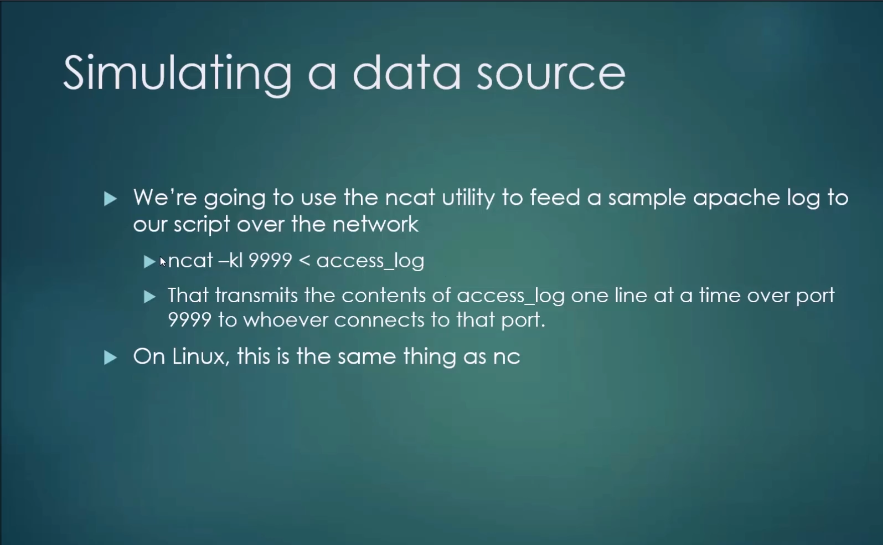 Simulating a data source
We're going to use the ncat utility to feed a sample apache log to
our script over the network
ncat –kl 9999 < access_log
That transmits the contents of access_log one line at a time over port
9999 to whoever connects to that port.
On Linux, this is the same thing as nc